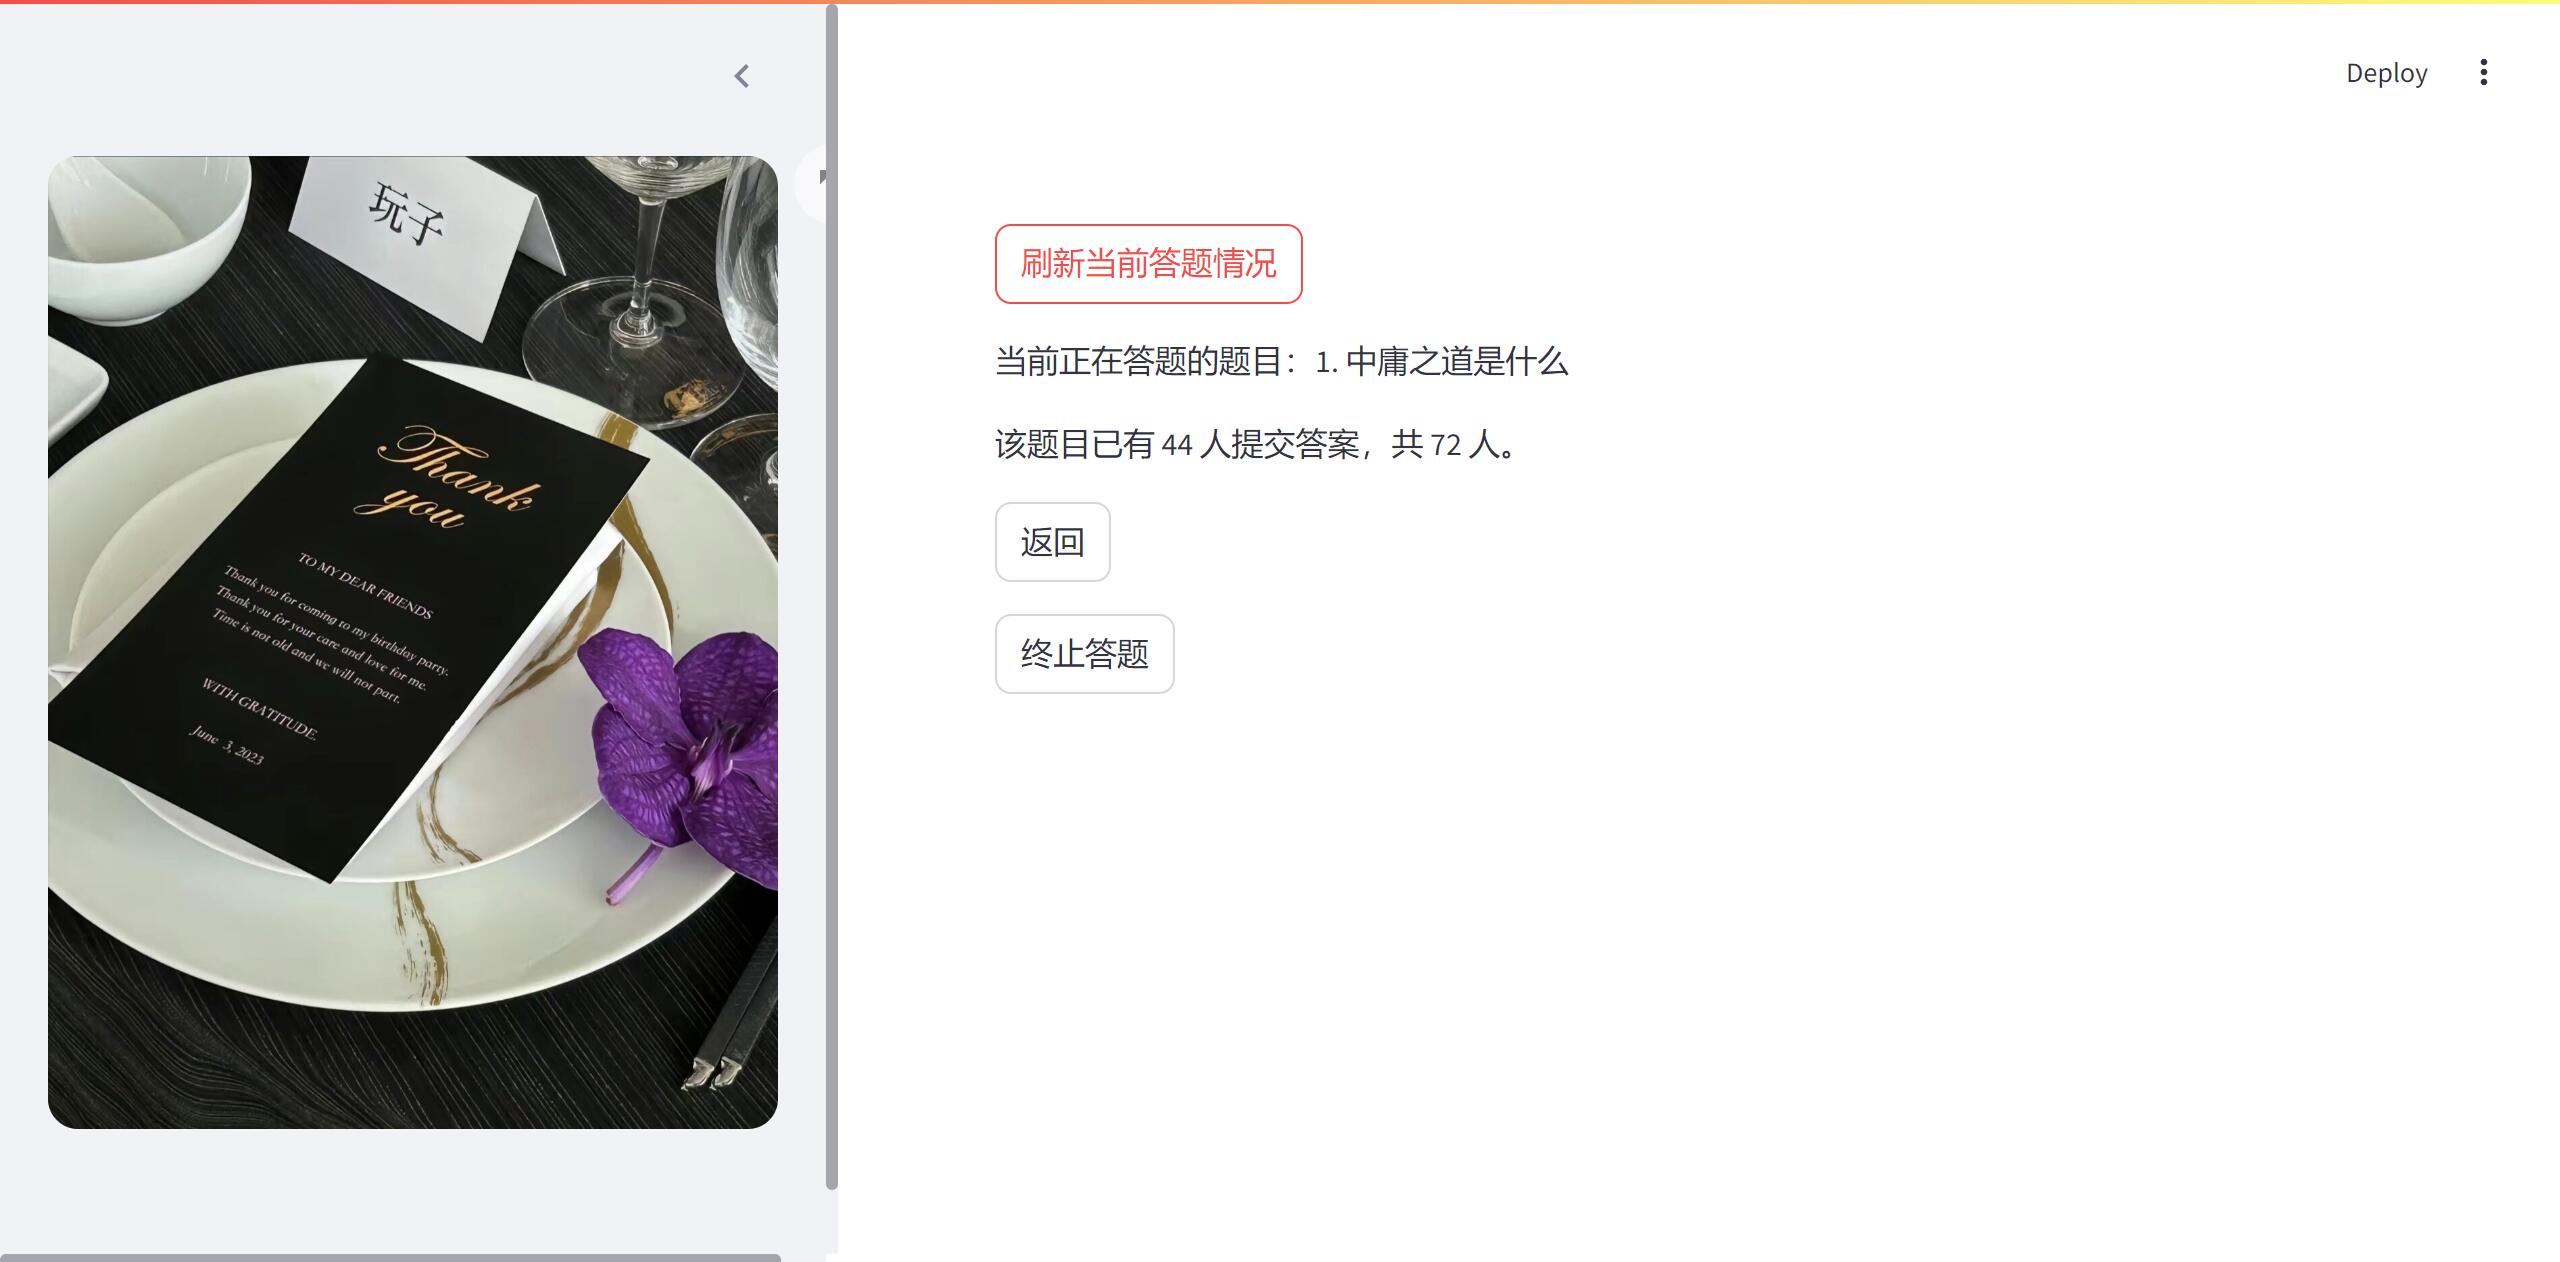 Deploy
玩子
Thank
you
TO MY DEAR FRIENDS
Thank you for coming to my birthday party.
Thank you for your care and love for me.
Time is not old and we will not part.
WITH GRATITUDE.
June 3, 2023
刷新当前答题情况
当前正在答题的题目：1. 中庸之道是什么
该题目已有 44 人提交答案，共 72 人。
返回
终止答题